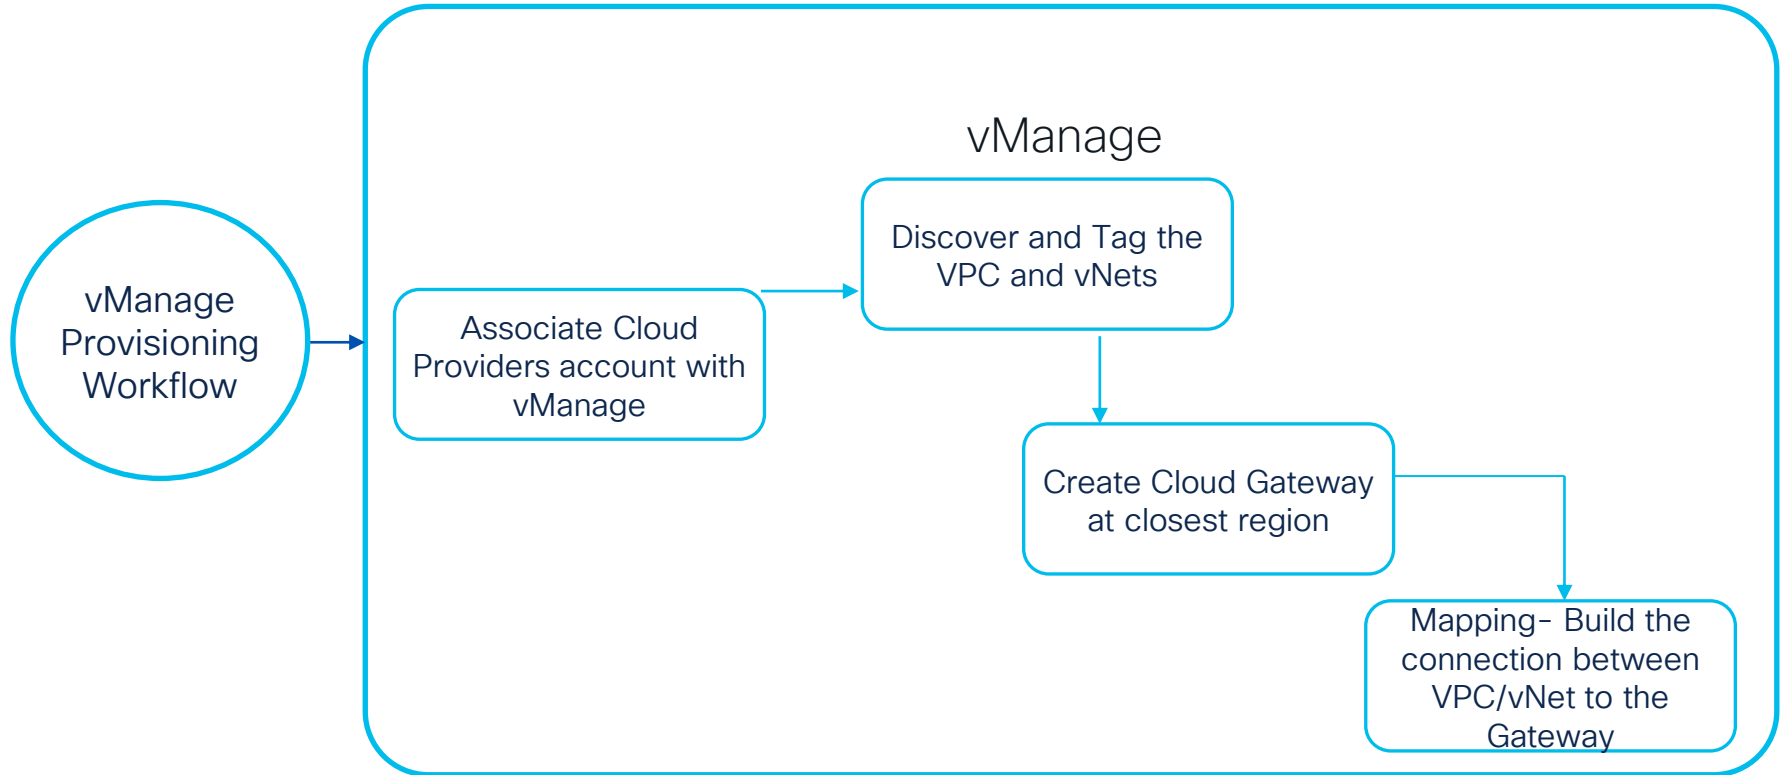 vManage
vManage
Provisioning
Workflow
Associate Cloud
Providers account with
vManage
Discover and Tag the
VPC and vNets
Create Cloud Gateway
at closest region
Mapping- Build the
connection between
VPC/vNet to the
Gateway